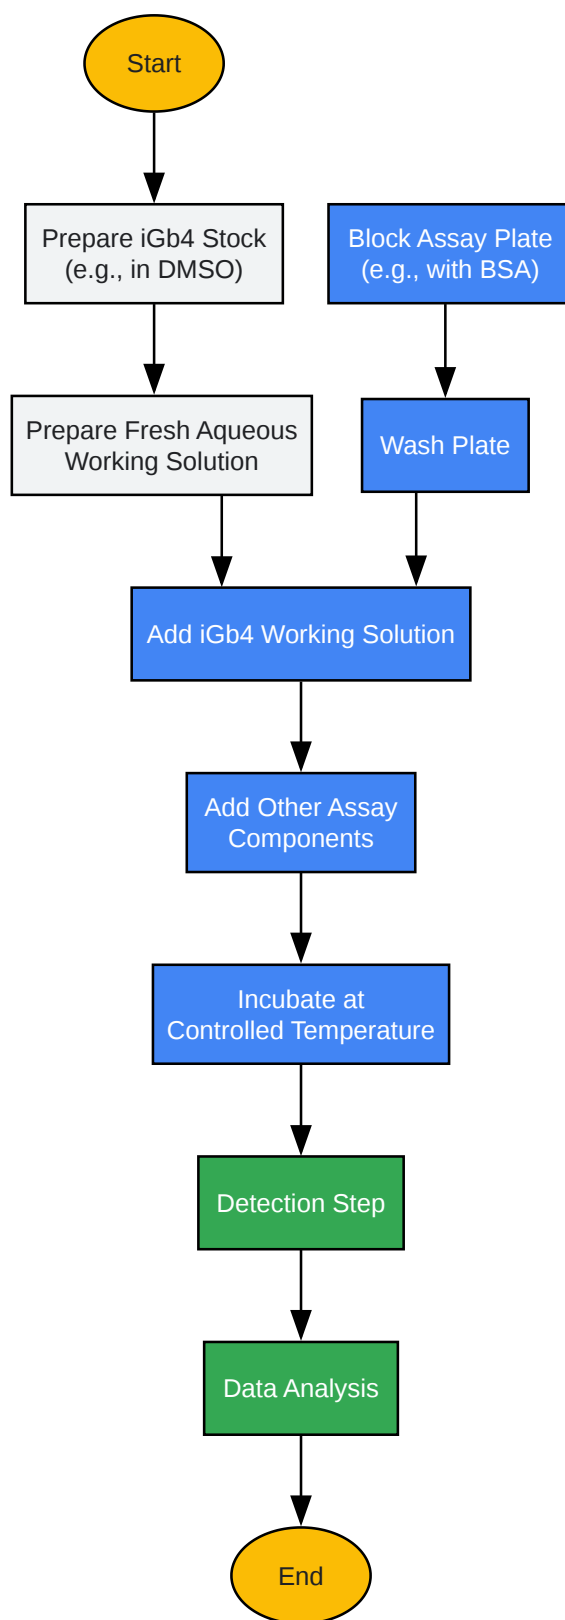 Start
Prepare iGb4 Stock
(e.g., in DMSO)
Block Assay Plate
(e.g., with BSA)
Prepare Fresh Aqueous
Working Solution
Wash Plate
Add iGb4 Working Solution
Add Other Assay
Components
Incubate at
Controlled Temperature
Detection Step
Data Analysis
End